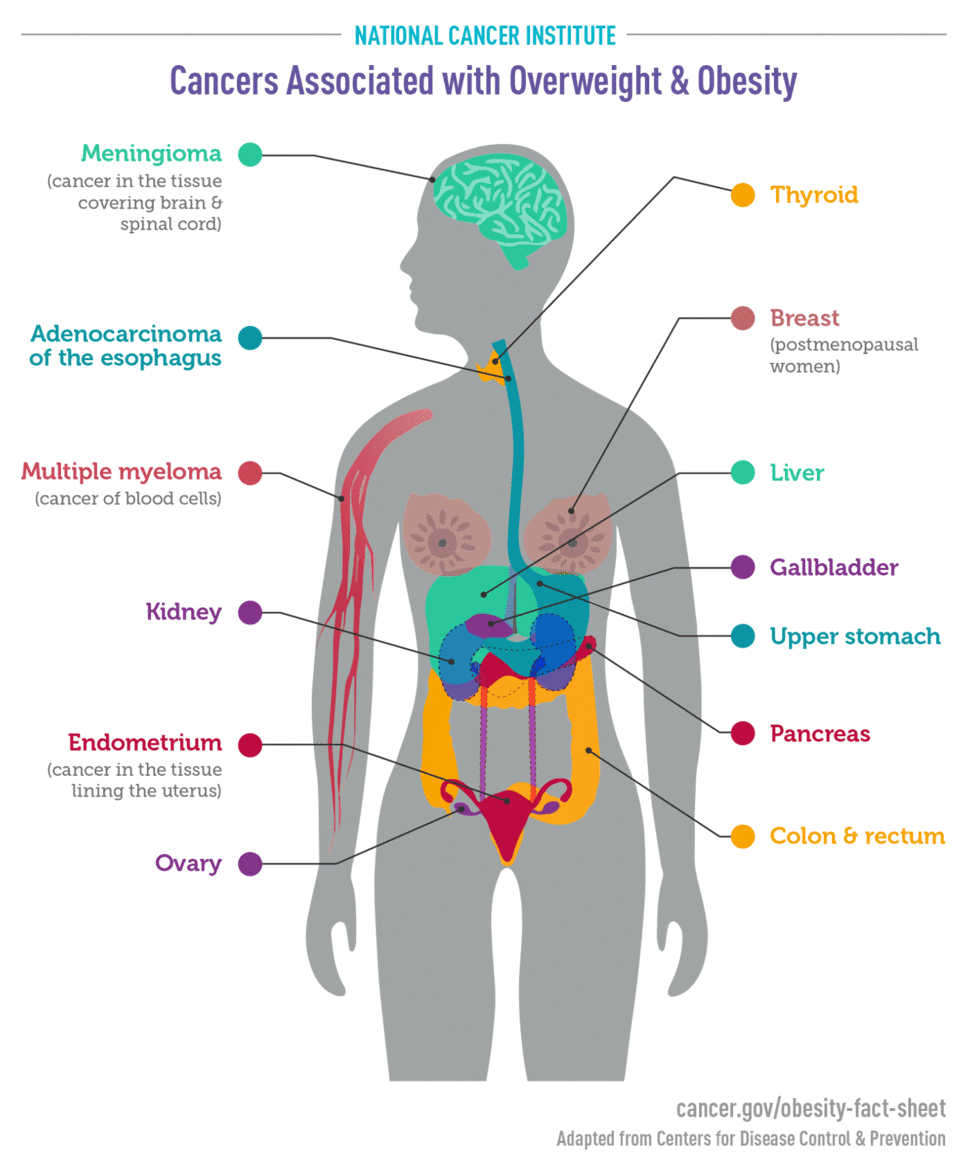 NATIONAL CANCER INSTITUTE
Cancers Associated with Overweight & Obesity
Meningioma
(cancer in the tissue
covering brain &
spinal cord)
Adenocarcinoma
of the esophagus
Multiple myeloma
(cancer of blood cells)
Kidney
Endometrium
(cancer in the tissue
lining the uterus)
Ovary
Thyroid
Breast
(postmenopausal
women)
Liver
Gallbladder
Upper stomach
Pancreas
Colon & rectum
cancer.gov/obesity-fact-sheet
Adapted from Centers for Disease Control & Prevention